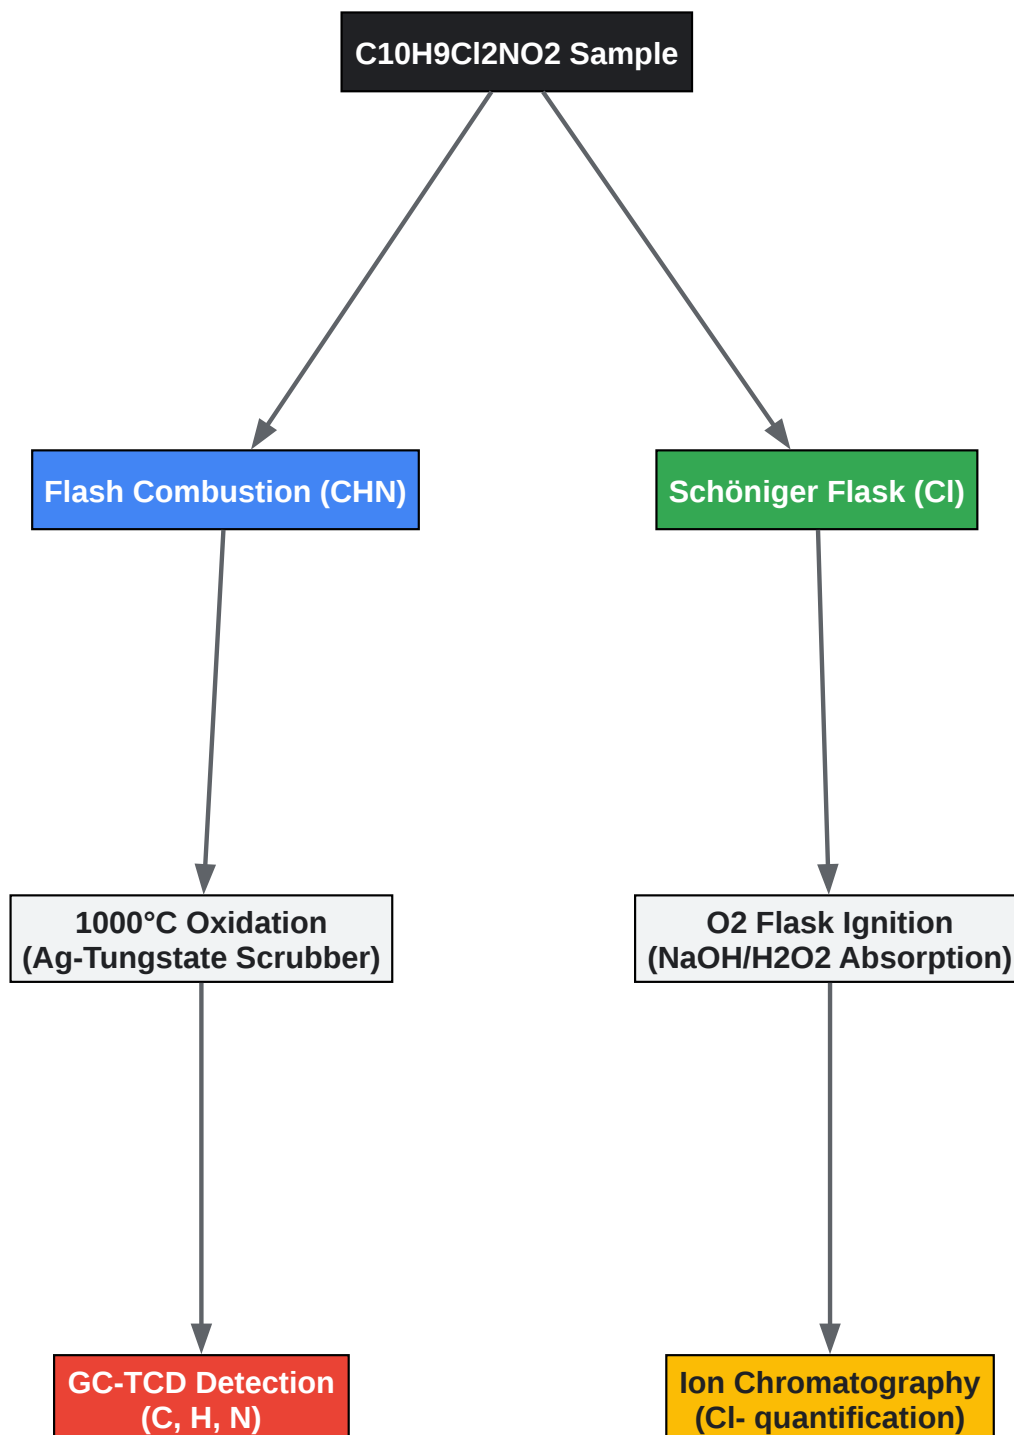 C10H9Cl2NO2 Sample
Flash Combustion (CHN)
Schöniger Flask (Cl)
1000°C Oxidation
(Ag-Tungstate Scrubber)
O2 Flask Ignition
(NaOH/H2O2 Absorption)
GC-TCD Detection
(C, H, N)
Ion Chromatography
(Cl- quantification)